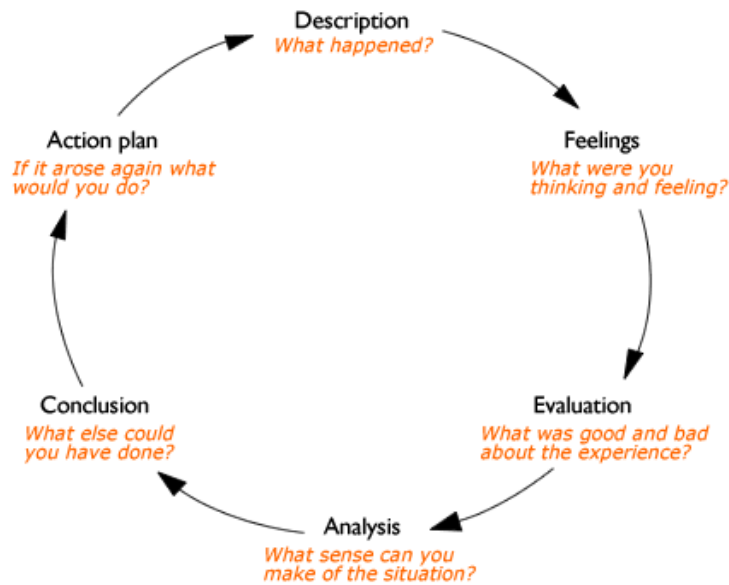 Description
What happened?
Feelings
What were you
thinking and feeling?
Evaluation
What was good and bad
about the experience?
Analysis
What sense can you
make of the situation?
Conclusion
What else could
you have done?
Action plan
If it arose again what
would you do?